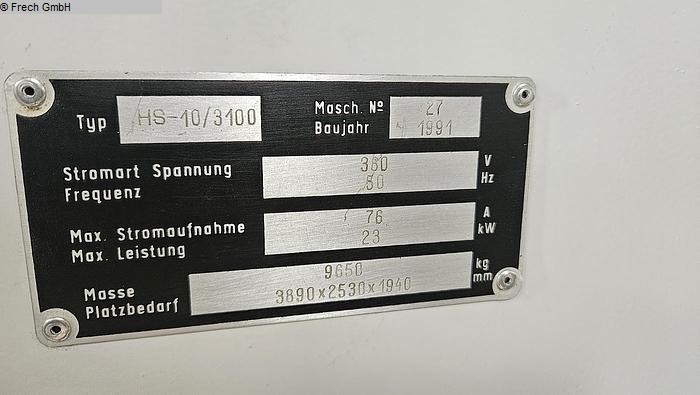 © Frech GmbH
Typ HS-10/3100
Masch. Nº 27
Baujahr 1991
Stromart Spannung 380 V
Frequenz 50 Hz
Max. Stromaufnahme 76 A
Max. Leistung 23 kW
Masse 9650 kg
Platzbedarf 3890x2530x1940 mm